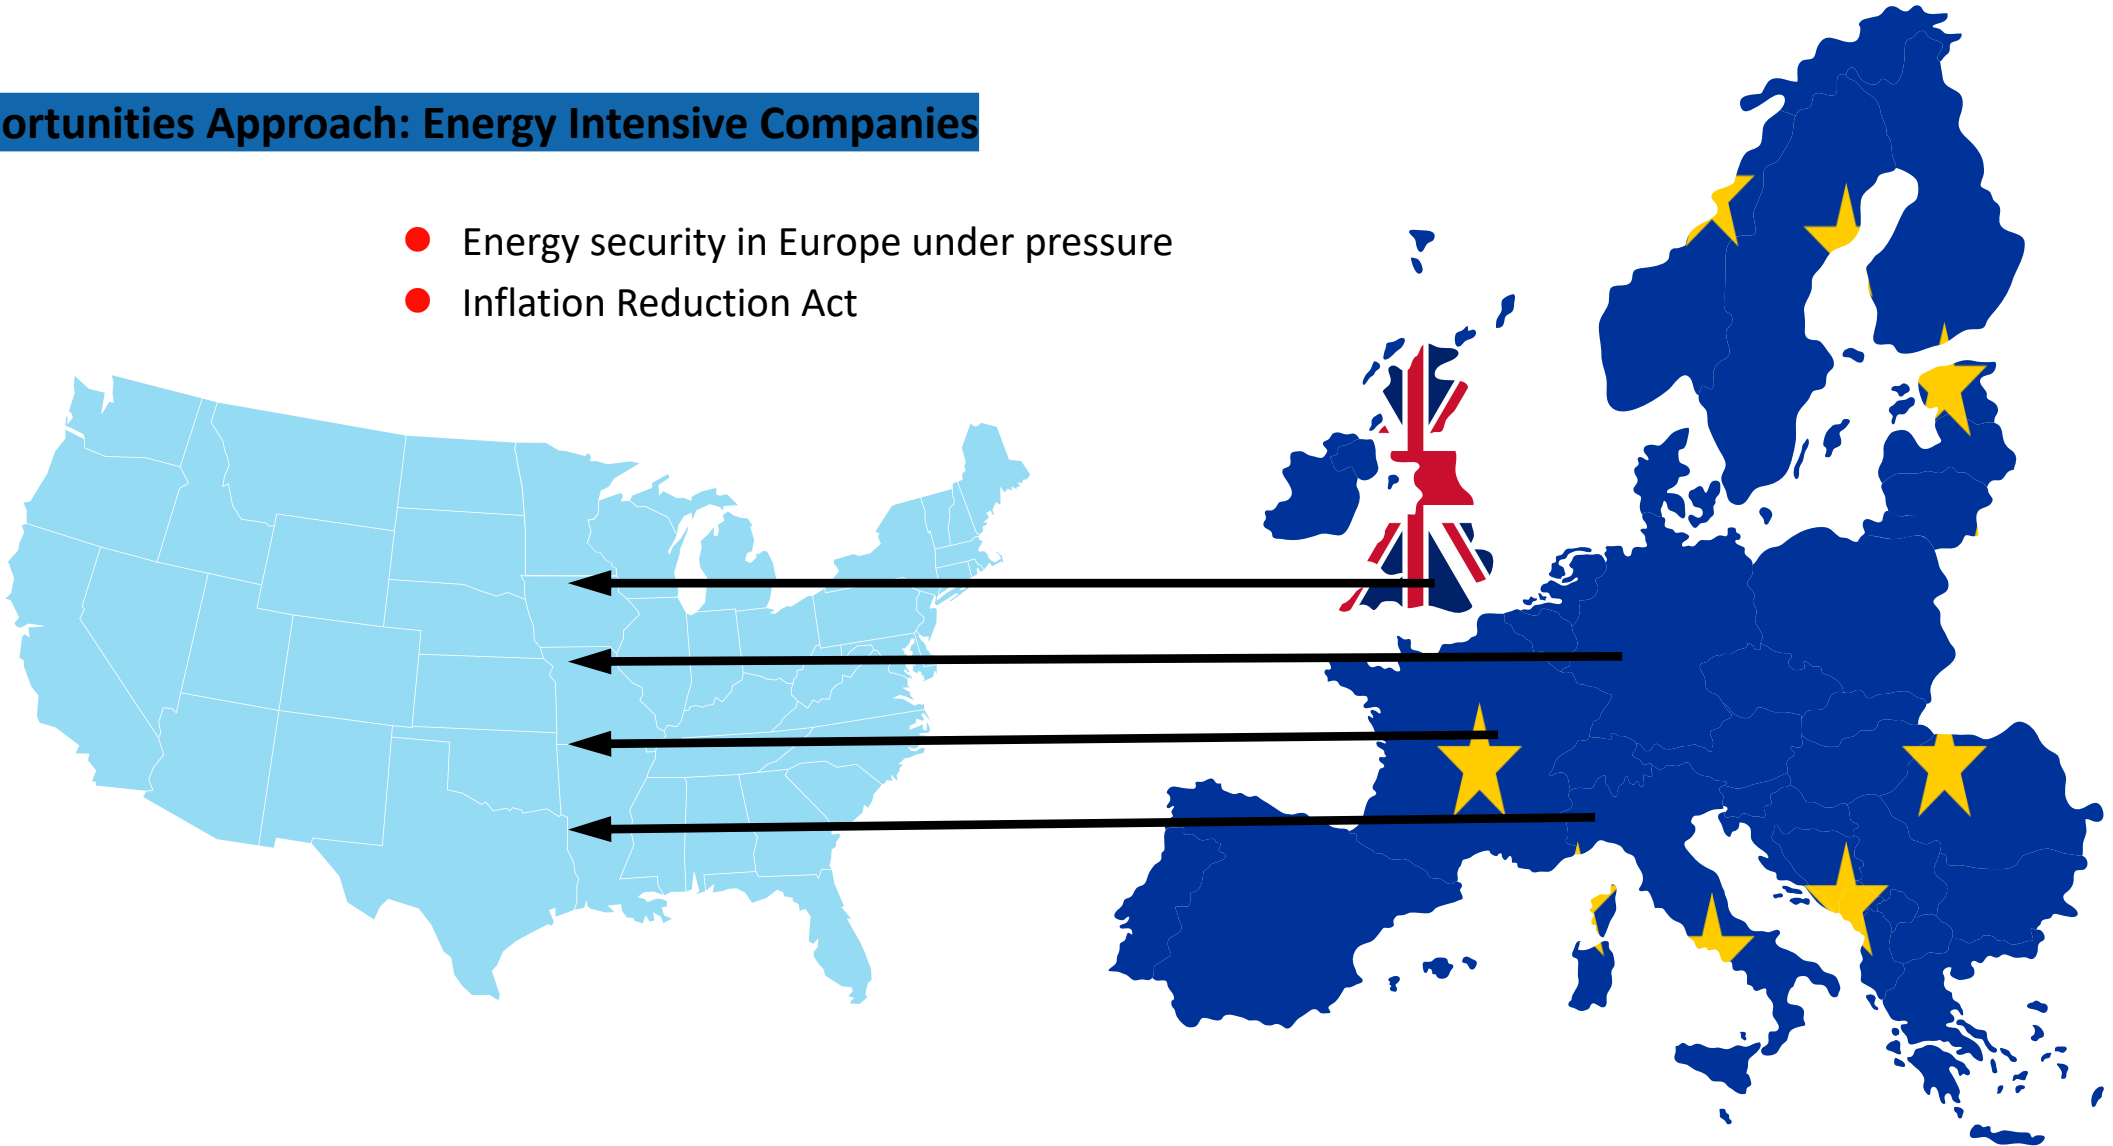 ortunities Approach: Energy Intensive Companies
Energy security in Europe under pressure
Inflation Reduction Act